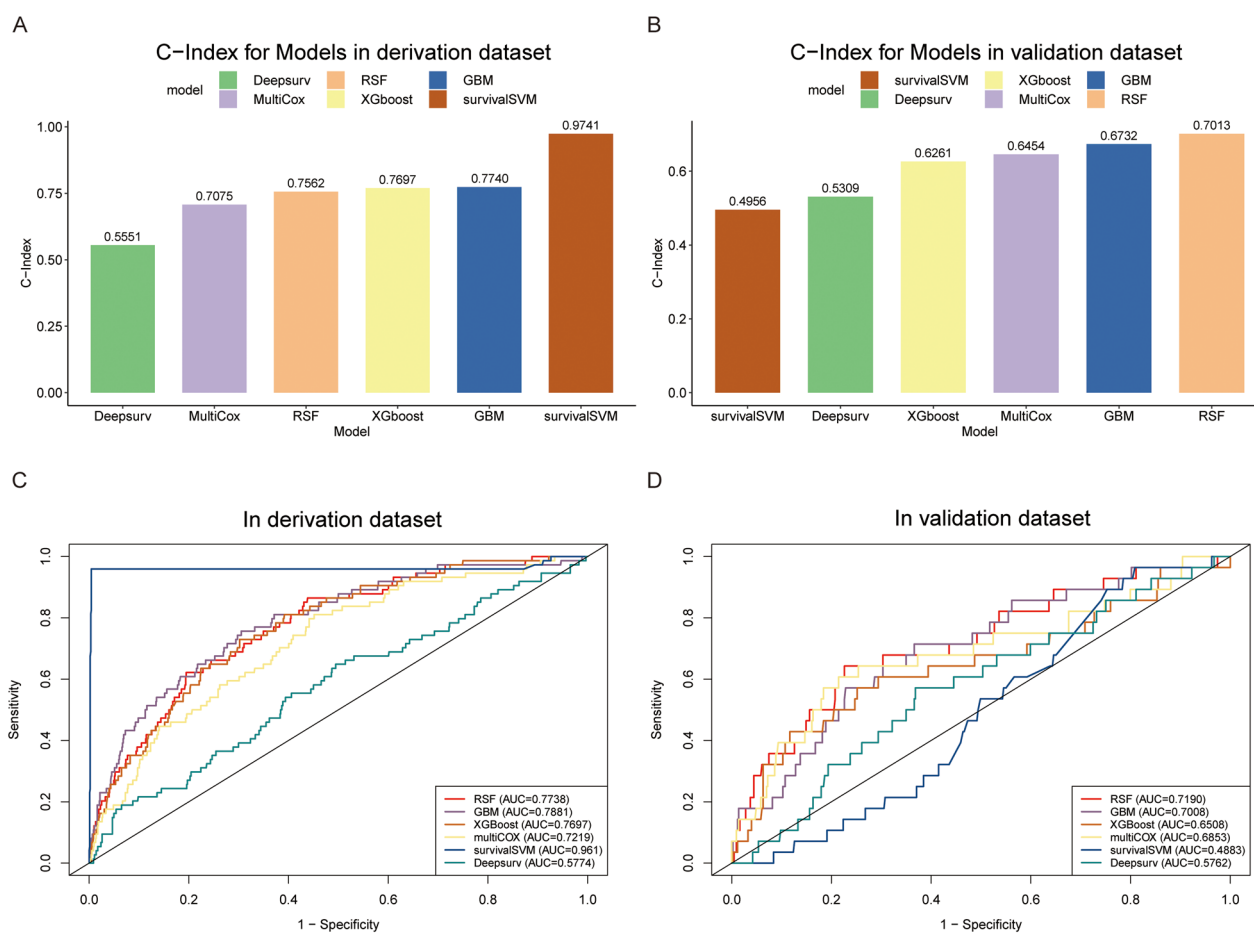 A
C−Index for Models in derivation dataset
model
Deepsurv
RSF
GBM
MultiCox
XGboost
survivalSVM
1.00
0.75
0.50
0.25
0.00
C−Index
0.5551
0.7075
0.7562
0.7697
0.7740
0.9741
Deepsurv
MultiCox
RSF
XGboost
GBM
survivalSVM
Model
B
C−Index for Models in validation dataset
model
survivalSVM
XGboost
GBM
Deepsurv
MultiCox
RSF
0.6
0.4
0.2
0.0
C−Index
0.4956
0.5309
0.6261
0.6454
0.6732
0.7013
survivalSVM
Deepsurv
XGboost
MultiCox
GBM
RSF
Model
C
In derivation dataset
1.0
0.8
0.6
0.4
0.2
0.0
Sensitivity
RSF (AUC=0.7738)
GBM (AUC=0.7881)
XGBoost (AUC=0.7697)
multiCOX (AUC=0.7219)
survivalSVM (AUC=0.961)
Deepsurv (AUC=0.5774)
0.0
0.2
0.4
0.6
0.8
1.0
1 − Specificity
D
In validation dataset
1.0
0.8
0.6
0.4
0.2
0.0
Sensitivity
RSF (AUC=0.7190)
GBM (AUC=0.7008)
XGBoost (AUC=0.6508)
multiCOX (AUC=0.6853)
survivalSVM (AUC=0.4883)
Deepsurv (AUC=0.5762)
0.0
0.2
0.4
0.6
0.8
1.0
1 − Specificity